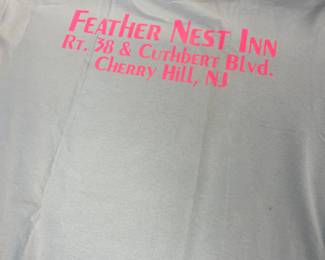 Feather Nest Inn
Rt. 38 & Cuthbert Blvd.
Cherry Hill, NJ